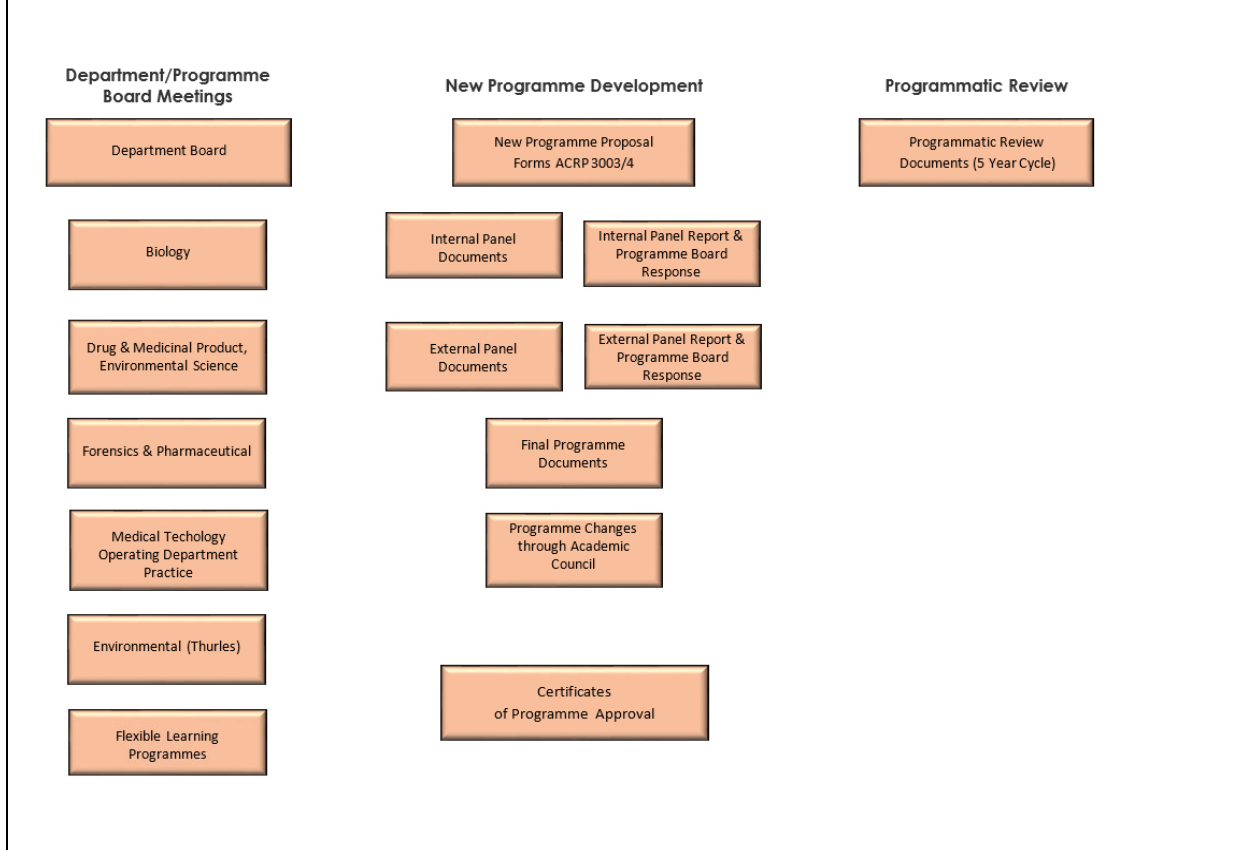 Department/Programme
Board Meetings
Department Board
Biology
Drug & Medicinal Product,
Environmental Science
Forensics & Pharmaceutical
Medical Techology
Operating Department
Practice
Environmental (Thurles)
Flexible Learning
Programmes
New Programme Development
New Programme Proposal
Forms ACRP 3003/4
Internal Panel
Documents
Internal Panel Report &
Programme Board
Response
External Panel
Documents
External Panel Report &
Programme Board
Response
Final Programme
Documents
Programme Changes
through Academic
Council
Certificates
of Programme Approval
Programmatic Review
Programmatic Review
Documents (5 Year Cycle)